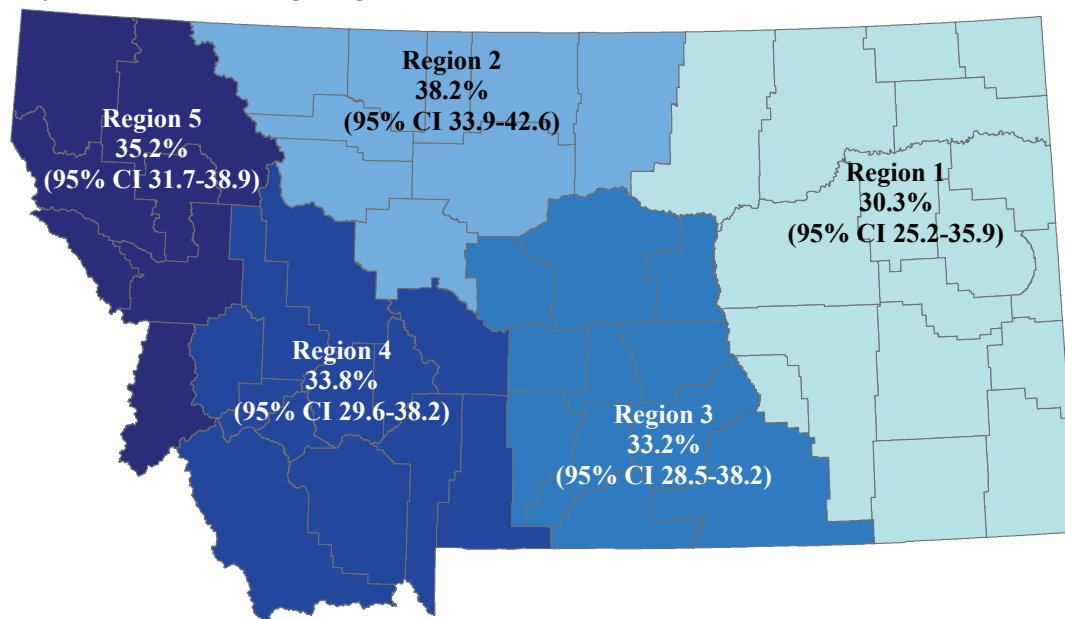 Region 2
38.2%
(95% CI 33.9-42.6)
Region 5
35.2%
(95% CI 31.7-38.9)
Region 1
30.3%
(95% CI 25.2-35.9)
Region 4
33.8%
(95% CI 29.6-38.2)
Region 3
33.2%
(95% CI 28.5-38.2)